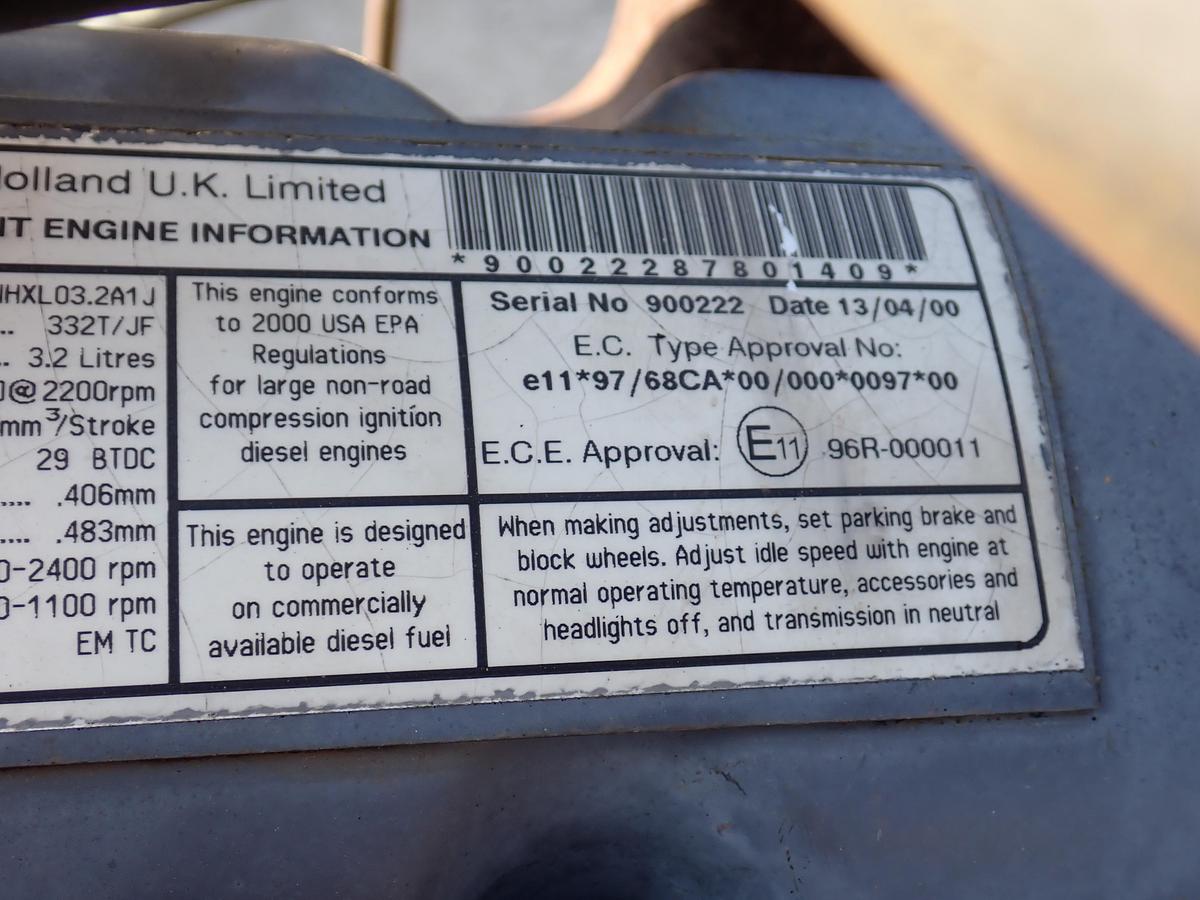 Holland U.K. Limited
ENGINE INFORMATION
*9002228780​1409*
HXL03.2A1J
.. 332T/JF
.. 3.2 Litres
@ 2200rpm
mm³/Stroke
29 BTDC
.... .406mm
.... .483mm
0-2400 rpm
0-1100 rpm
EM TC
This engine conforms
to 2000 USA EPA
Regulations
for large non-road
compression ignition
diesel engines
This engine is designed
to operate
on commercially
available diesel fuel
Serial No 900222 Date 13/04/00
E.C. Type Approval No:
e11*97/68CA*00/000*0097*00
E.C.E. Approval: E11 96R-000011
When making adjustments, set parking brake and
block wheels. Adjust idle speed with engine at
normal operating temperature, accessories and
headlights off, and transmission in neutral